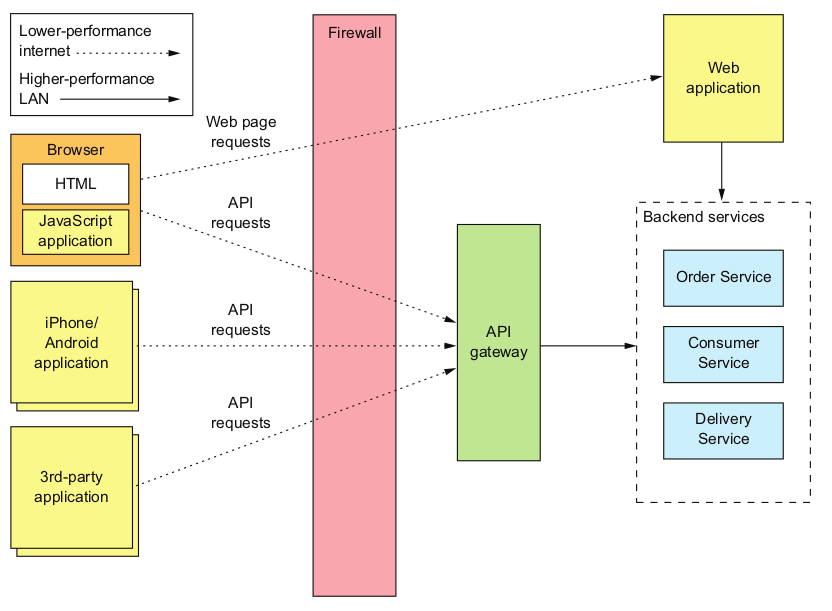 Lower-performance
internet
Higher-performance
LAN
Firewall
Web
application
Web page
requests
Browser
HTML
JavaScript
application
API
requests
Backend services
Order Service
Consumer
Service
Delivery
Service
API
gateway
iPhone/
Android
application
API
requests
3rd-party
application
API
requests